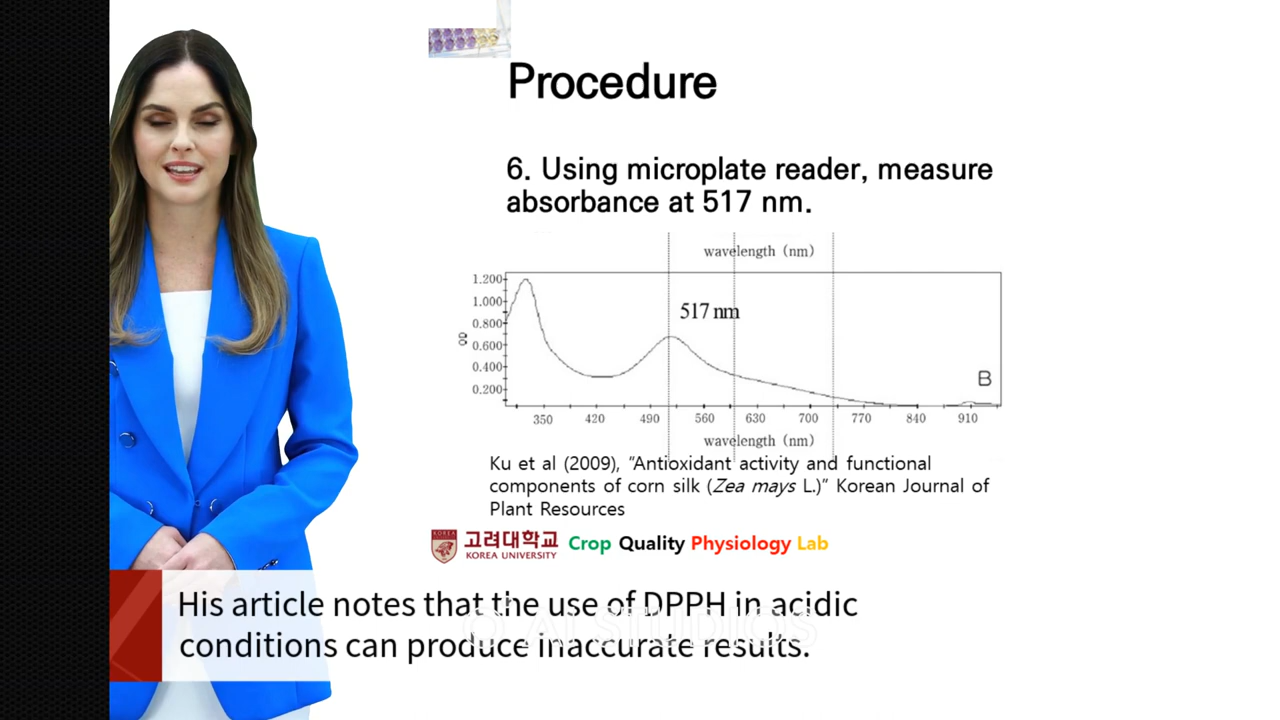 Procedure
6. Using microplate reader, measure
absorbance at 517 nm.
wavelength (nm)
1.200
1.000
0.800
0.600
0.400
0.200
OD
517 nm
B
350 420 490 560 630 700 770 840 910
wavelength (nm)
Ku et al (2009), "Antioxidant activity and functional
components of corn silk (Zea mays L.)" Korean Journal of
Plant Resources
KOREA
고려대학교
KOREA UNIVERSITY
Crop Quality Physiology Lab
His article notes that the use of DPPH in acidic
conditions can produce inaccurate results.
AI STUDIOS